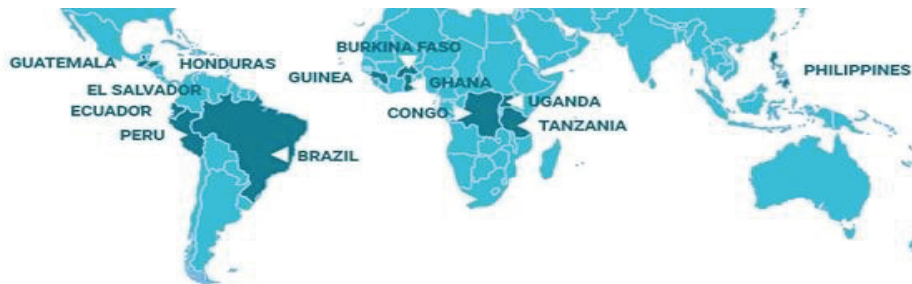 BURKINA FASO
GUATEMALA
HONDURAS
GUINEA
PHILIPPINES
EL SALVADOR
GHANA
ECUADOR
UGANDA
CONGO
TANZANIA
PERU
BRAZIL